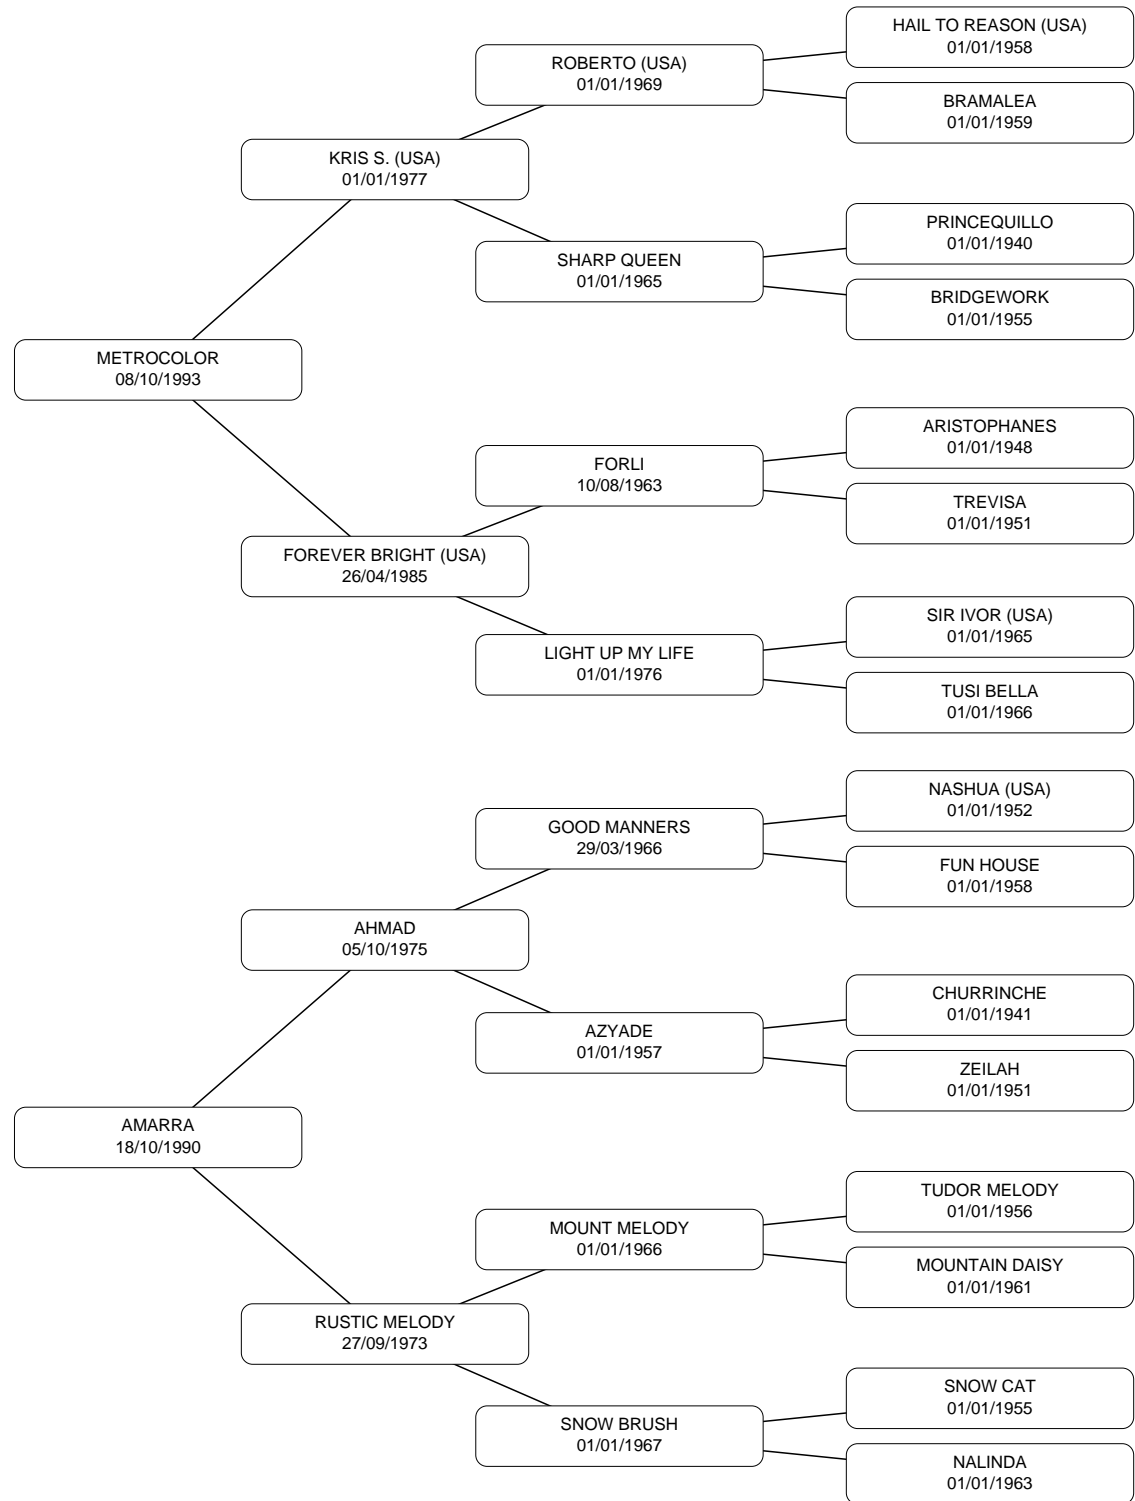 HAIL TO REASON (USA)
01/01/1958
ROBERTO (USA)
01/01/1969
BRAMALEA
01/01/1959
KRIS S. (USA)
01/01/1977
PRINCEQUILLO
01/01/1940
SHARP QUEEN
01/01/1965
BRIDGEWORK
01/01/1955
METROCOLOR
08/10/1993
ARISTOPHANES
01/01/1948
FORLI
10/08/1963
TREVISA
01/01/1951
FOREVER BRIGHT (USA)
26/04/1985
SIR IVOR (USA)
01/01/1965
LIGHT UP MY LIFE
01/01/1976
TUSI BELLA
01/01/1966
NASHUA (USA)
01/01/1952
GOOD MANNERS
29/03/1966
FUN HOUSE
01/01/1958
AHMAD
05/10/1975
CHURRINCHE
01/01/1941
AZYADE
01/01/1957
ZEILAH
01/01/1951
AMARRA
18/10/1990
TUDOR MELODY
01/01/1956
MOUNT MELODY
01/01/1966
MOUNTAIN DAISY
01/01/1961
RUSTIC MELODY
27/09/1973
SNOW CAT
01/01/1955
SNOW BRUSH
01/01/1967
NALINDA
01/01/1963